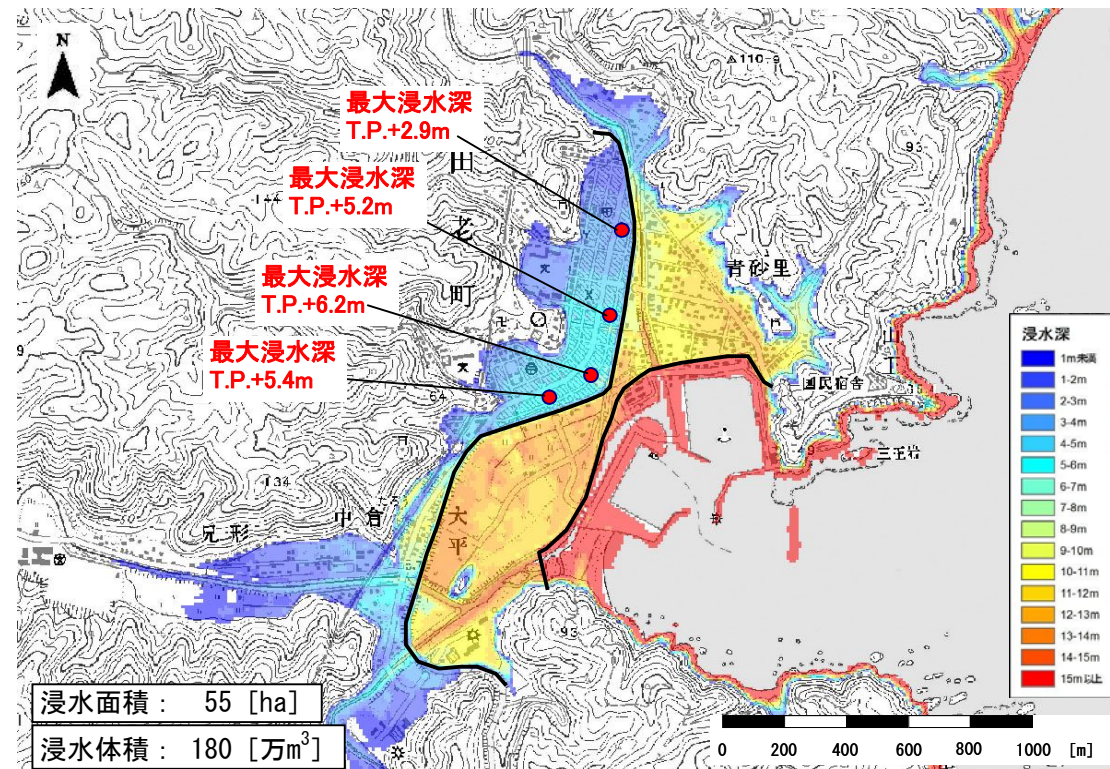 N
△110-9
93
最大浸水深
T.P.+2.9m
田
最大浸水深
T.P.+5.2m
144
老
町
青砂里
最大浸水深
T.P.+6.2m
最大浸水深
T.P.+5.4m
64
国民宿舎
三王岩
134
中倉
大
平
93
浸水深
1m未満
1-2m
2-3m
3-4m
4-5m
5-6m
6-7m
7-8m
8-9m
9-10m
10-11m
11-12m
12-13m
13-14m
14-15m
15m以上
浸水面積： 55 [ha]
浸水体積： 180 [万m³]
0 200 400 600 800 1000 [m]